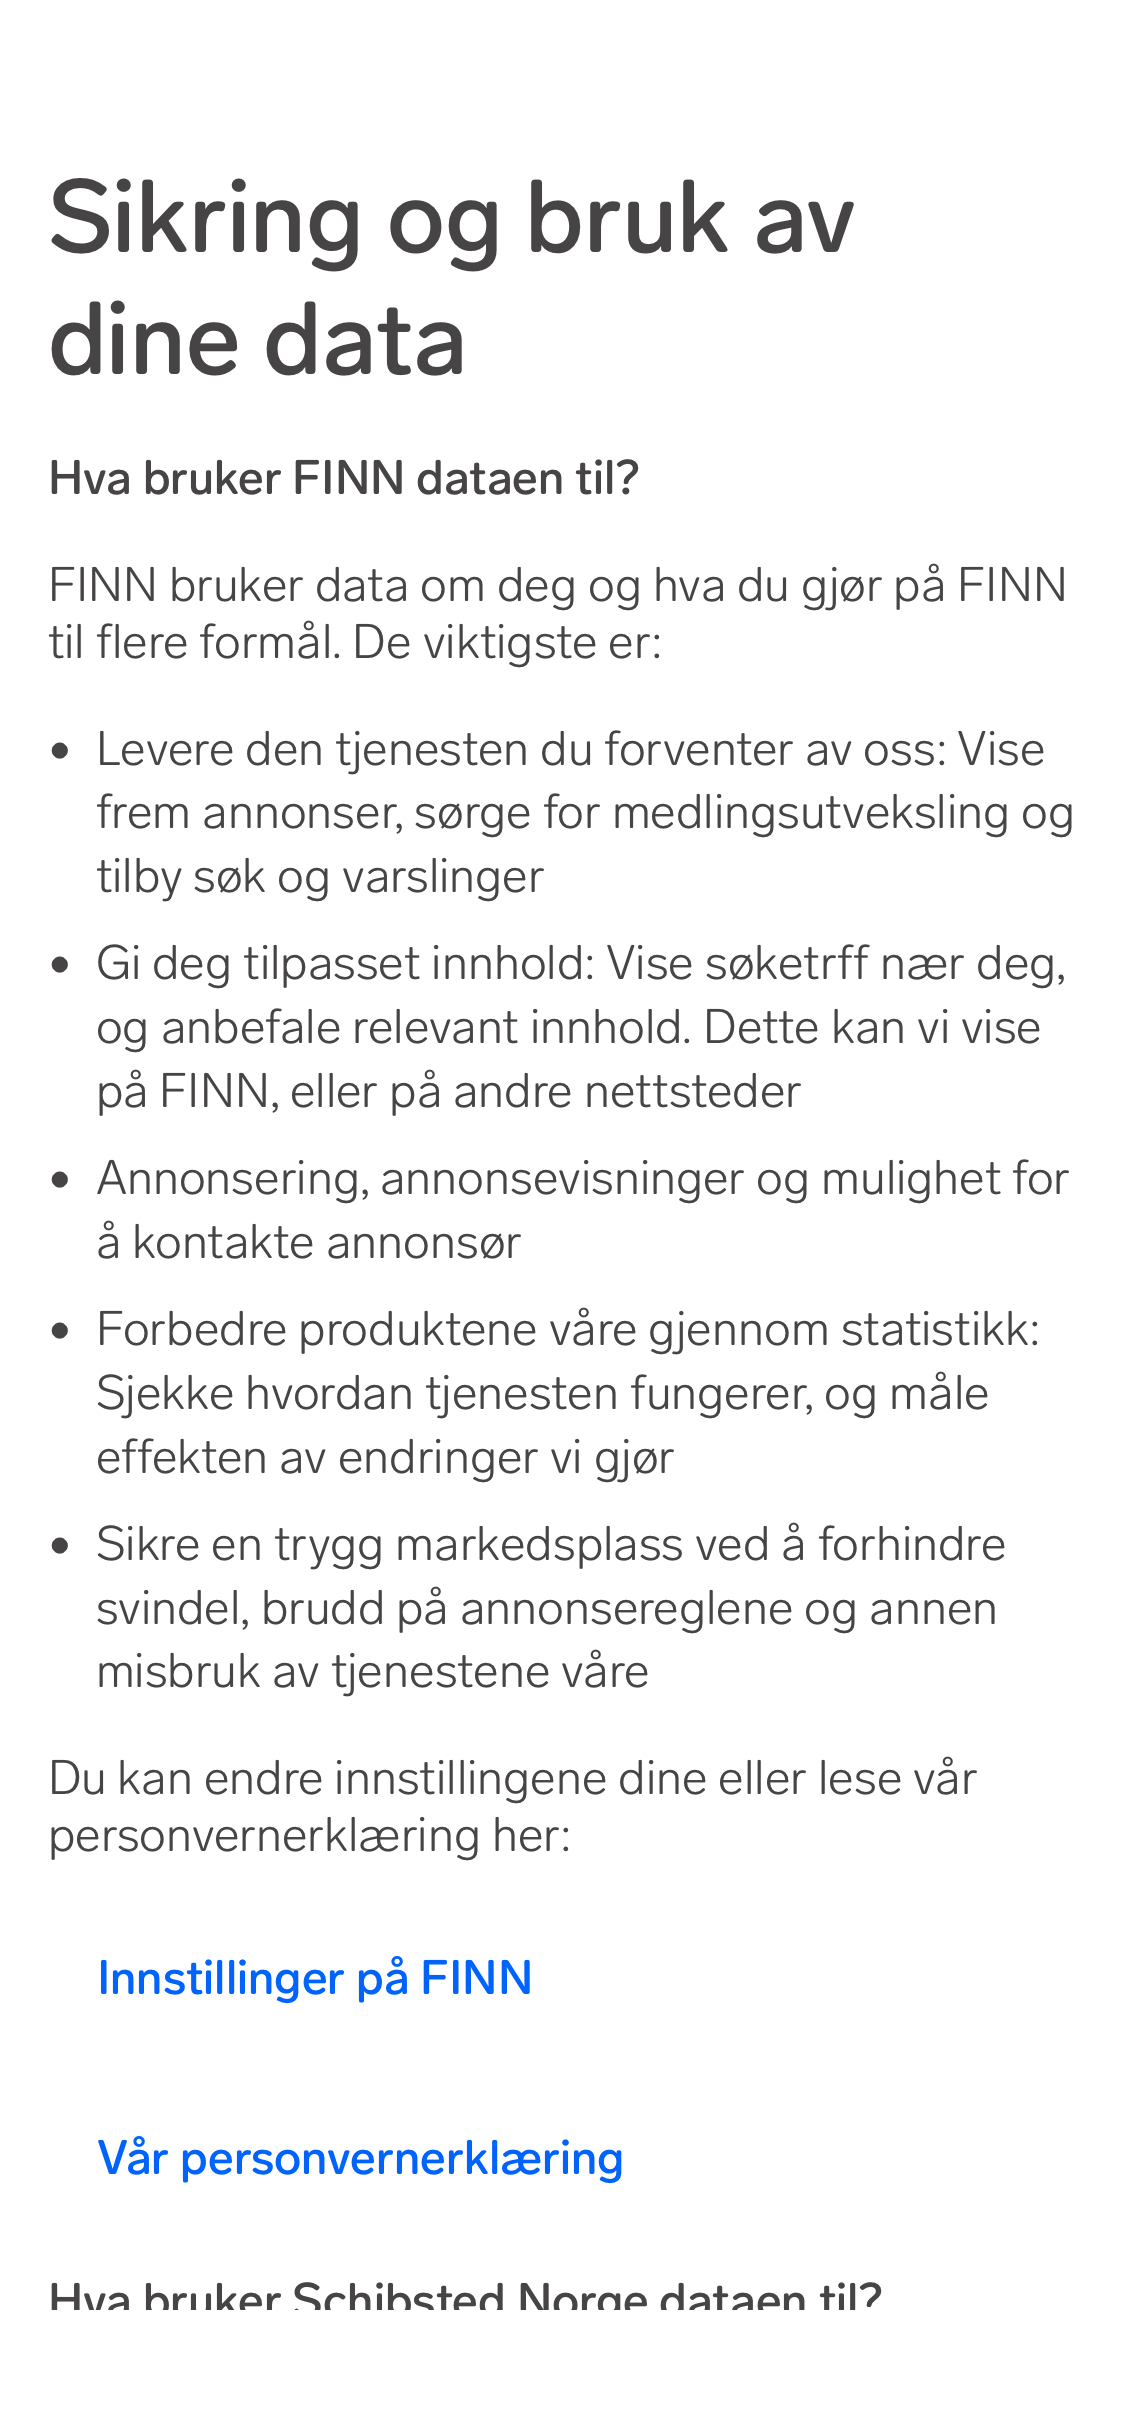 Sikring og bruk av
dine data
Hva bruker FINN dataen til?
FINN bruker data om deg og hva du gjør på FINN
til flere formål. De viktigste er:
• Levere den tjenesten du forventer av oss: Vise
frem annonser, sørge for medlingsutveksling og
tilby søk og varslinger
• Gi deg tilpasset innhold: Vise søketrff nær deg,
og anbefale relevant innhold. Dette kan vi vise
på FINN, eller på andre nettsteder
• Annonsering, annonsevisninger og mulighet for
å kontakte annonsør
• Forbedre produktene våre gjennom statistikk:
Sjekke hvordan tjenesten fungerer, og måle
effekten av endringer vi gjør
• Sikre en trygg markedsplass ved å forhindre
svindel, brudd på annonsereglene og annen
misbruk av tjenestene våre
Du kan endre innstillingene dine eller lese vår
personvernerklæring her:
Innstillinger på FINN
Vår personvernerklæring
Hva bruker Schibsted Norge dataen til?